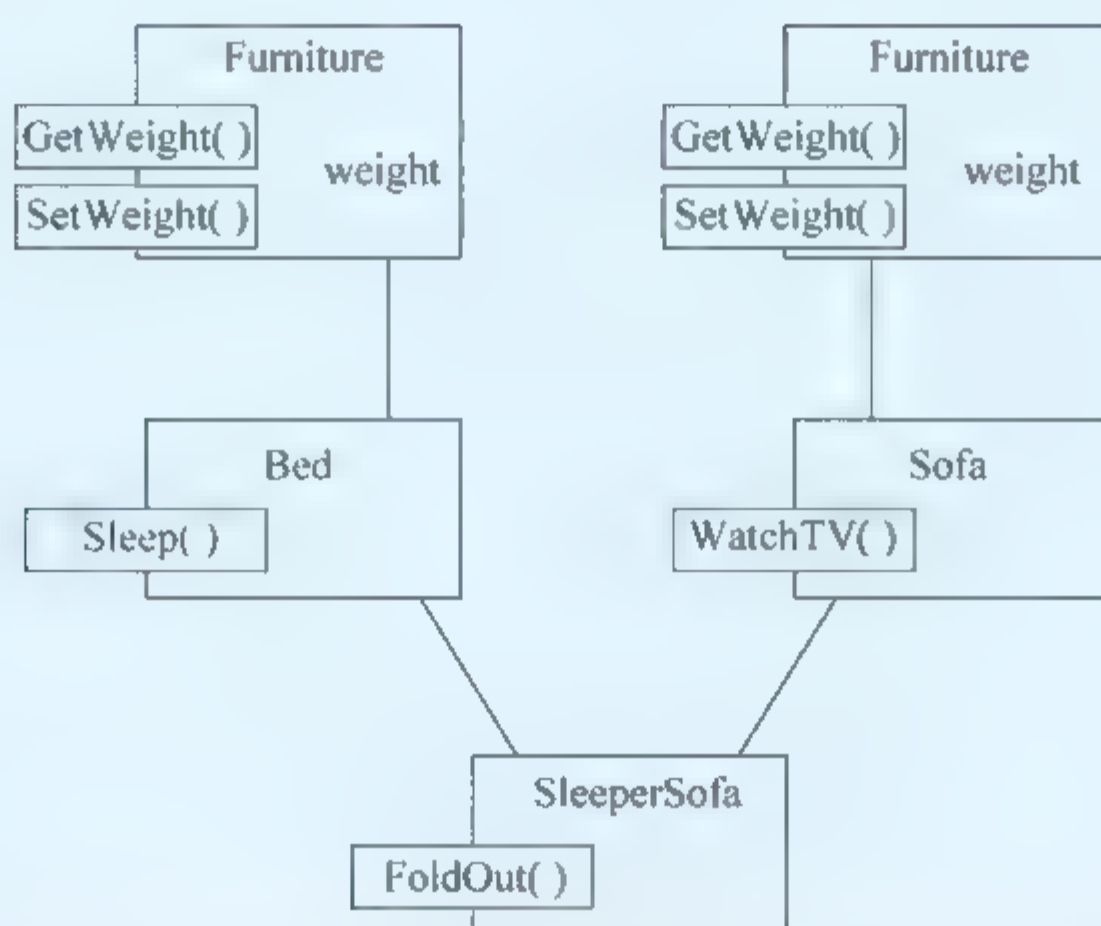 Furniture
GetWeight( )
weight
SetWeight( )
Furniture
GetWeight( )
weight
SetWeight( )
Bed
Sleep( )
Sofa
WatchTV( )
SleeperSofa
FoldOut( )